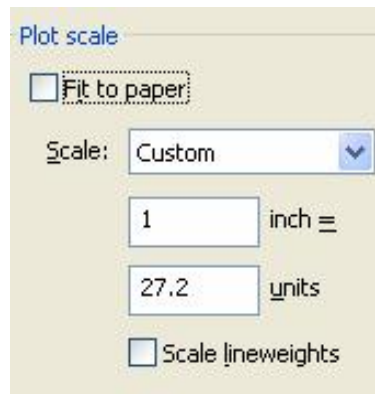 Plot scale
Fit to paper
Scale: Custom
1 inch =
27.2 units
Scale lineweights